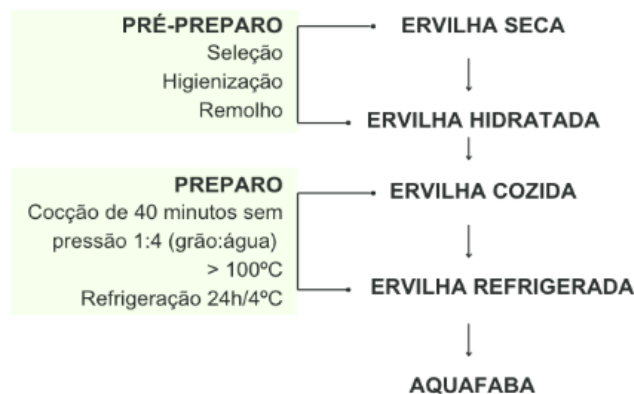 PRÉ-PREPARO
Seleção
Higienização
Remolho
ERVILHA SECA
ERVILHA HIDRATADA
PREPARO
Cocção de 40 minutos sem
pressão 1:4 (grão:água)
> 100ºC
Refrigeração 24h/4ºC
ERVILHA COZIDA
ERVILHA REFRIGERADA
AQUAFABA